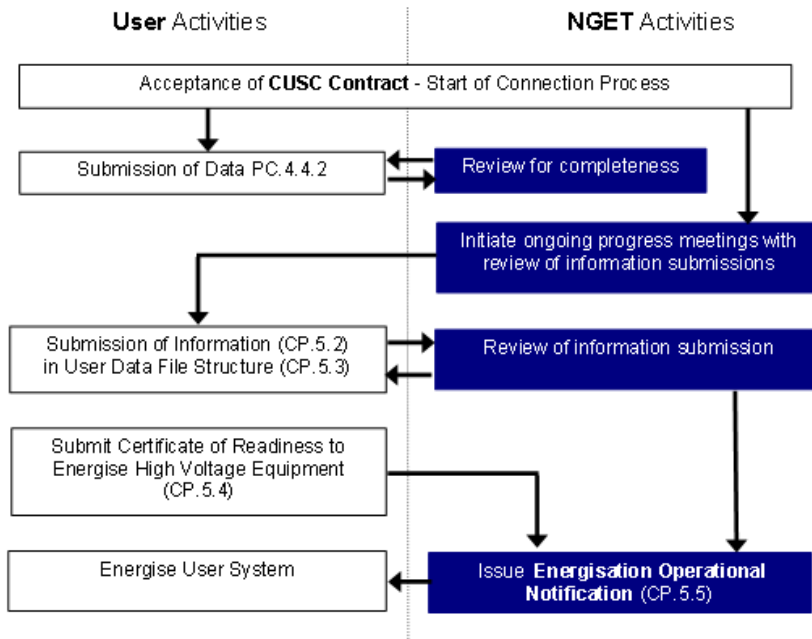 User Activities
NGET Activities
Acceptance of CUSC Contract - Start of Connection Process
Submission of Data PC.4.4.2
Review for completeness
Initiate ongoing progress meetings with
review of information submissions
Submission of Information (CP.5.2)
in User Data File Structure (CP.5.3)
Review of information submission
Submit Certificate of Readiness to
Energise High Voltage Equipment
(CP.5.4)
Energise User System
Issue Energisation Operational
Notification (CP.5.5)